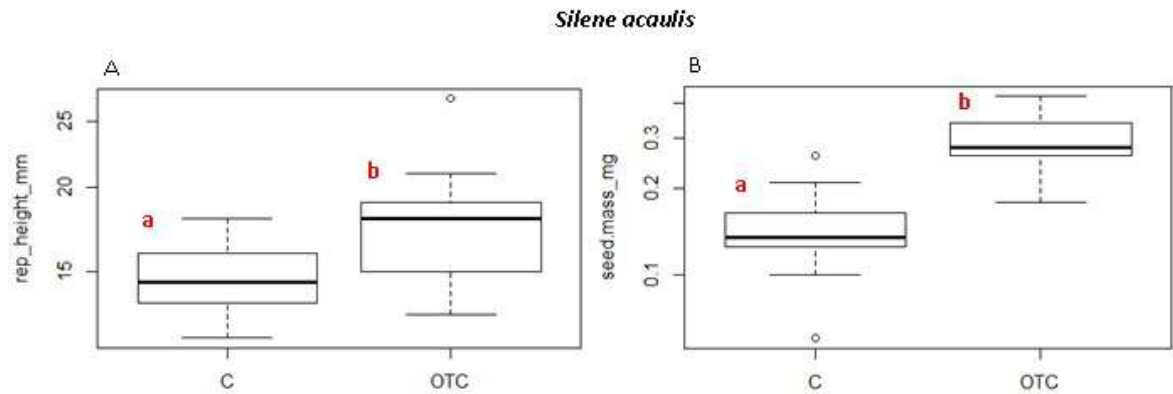 Silene acaulis
A
rep_height_mm
25
20
15
a
b
C
OTC
B
seed.mass_mg
0.3
0.2
0.1
a
b
C
OTC